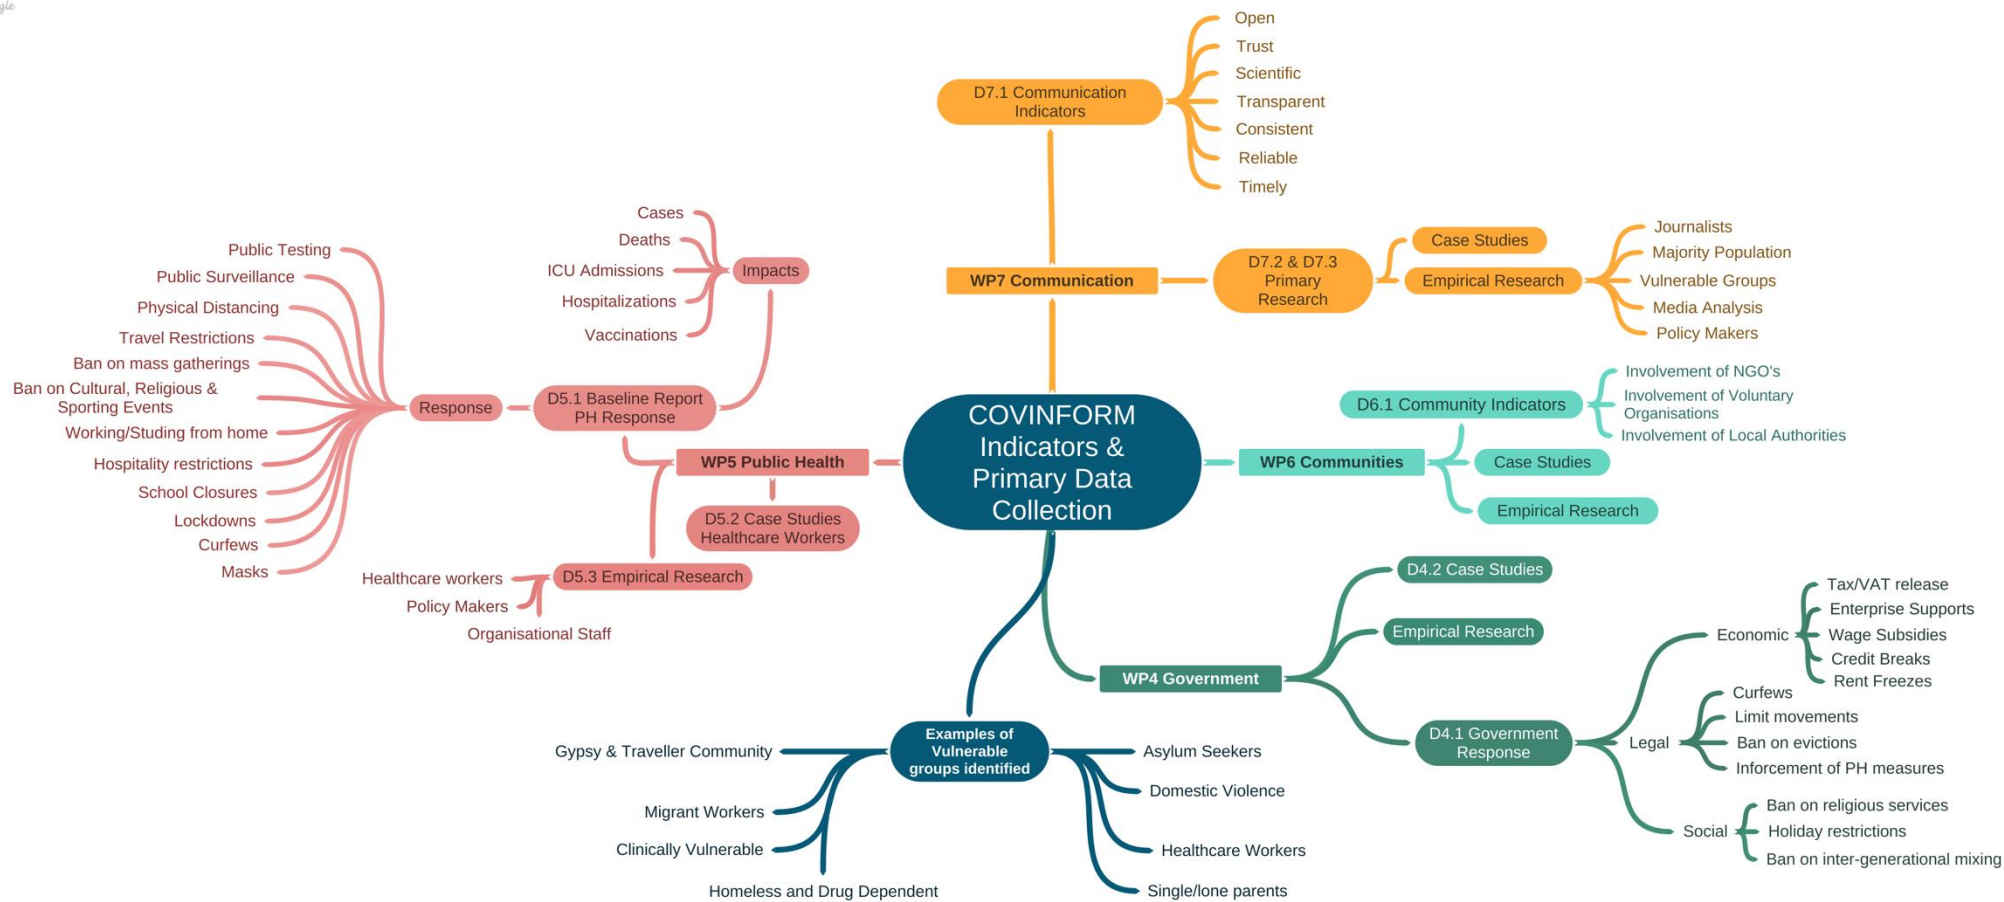 COVINFORM
Indicators &
Primary Data
Collection
WP7 Communication
D7.1 Communication
Indicators
Open
Trust
Scientific
Transparent
Consistent
Reliable
Timely
D7.2 & D7.3
Primary
Research
Case Studies
Empirical Research
Journalists
Majority Population
Vulnerable Groups
Media Analysis
Policy Makers
WP6 Communities
D6.1 Community Indicators
Involvement of NGO's
Involvement of Voluntary
Organisations
Involvement of Local Authorities
Case Studies
Empirical Research
WP4 Government
D4.2 Case Studies
Empirical Research
D4.1 Government
Response
Economic
Tax/VAT release
Enterprise Supports
Wage Subsidies
Credit Breaks
Rent Freezes
Legal
Curfews
Limit movements
Ban on evictions
Inforcement of PH measures
Social
Ban on religious services
Holiday restrictions
Ban on inter-generational mixing
Examples of
Vulnerable
groups identified
Asylum Seekers
Domestic Violence
Healthcare Workers
Single/lone parents
Gypsy & Traveller Community
Migrant Workers
Clinically Vulnerable
Homeless and Drug Dependent
WP5 Public Health
D5.1 Baseline Report
PH Response
Impacts
Cases
Deaths
ICU Admissions
Hospitalizations
Vaccinations
Response
Public Testing
Public Surveillance
Physical Distancing
Travel Restrictions
Ban on mass gatherings
Ban on Cultural, Religious &
Sporting Events
Working/Studing from home
Hospitality restrictions
School Closures
Lockdowns
Curfews
Masks
D5.2 Case Studies
Healthcare Workers
D5.3 Empirical Research
Healthcare workers
Policy Makers
Organisational Staff